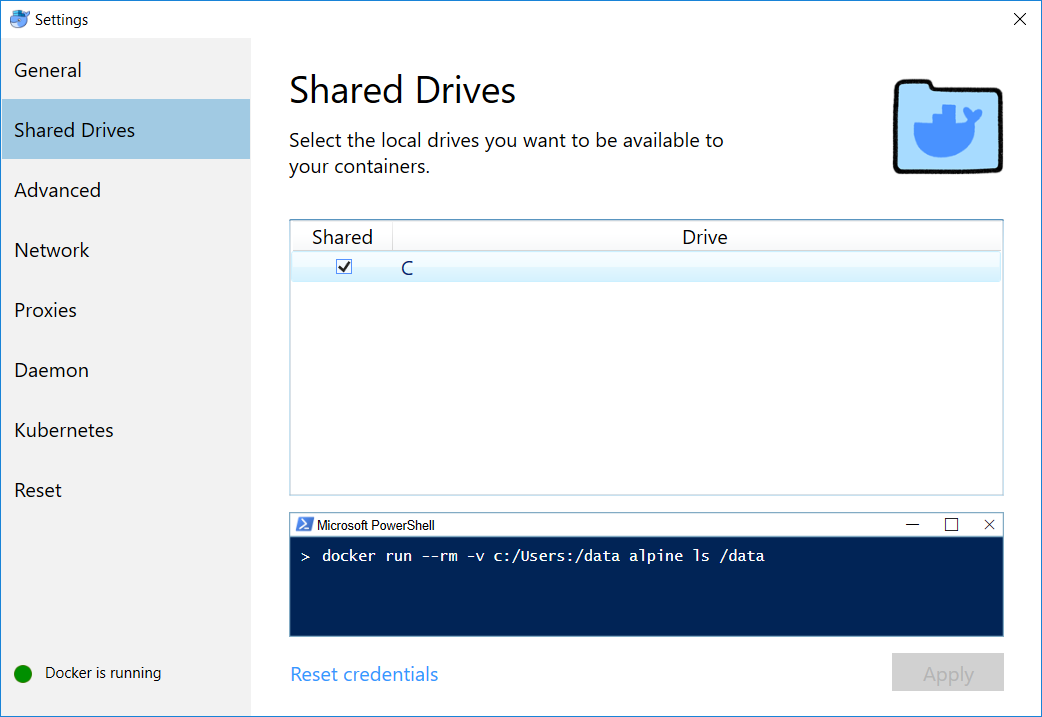 Settings
General
Shared Drives
Advanced
Network
Proxies
Daemon
Kubernetes
Reset
Docker is running
Shared Drives
Select the local drives you want to be available to
your containers.
Shared Drive
C
Microsoft PowerShell
> docker run --rm -v c:/Users:/data alpine ls /data
Reset credentials
Apply